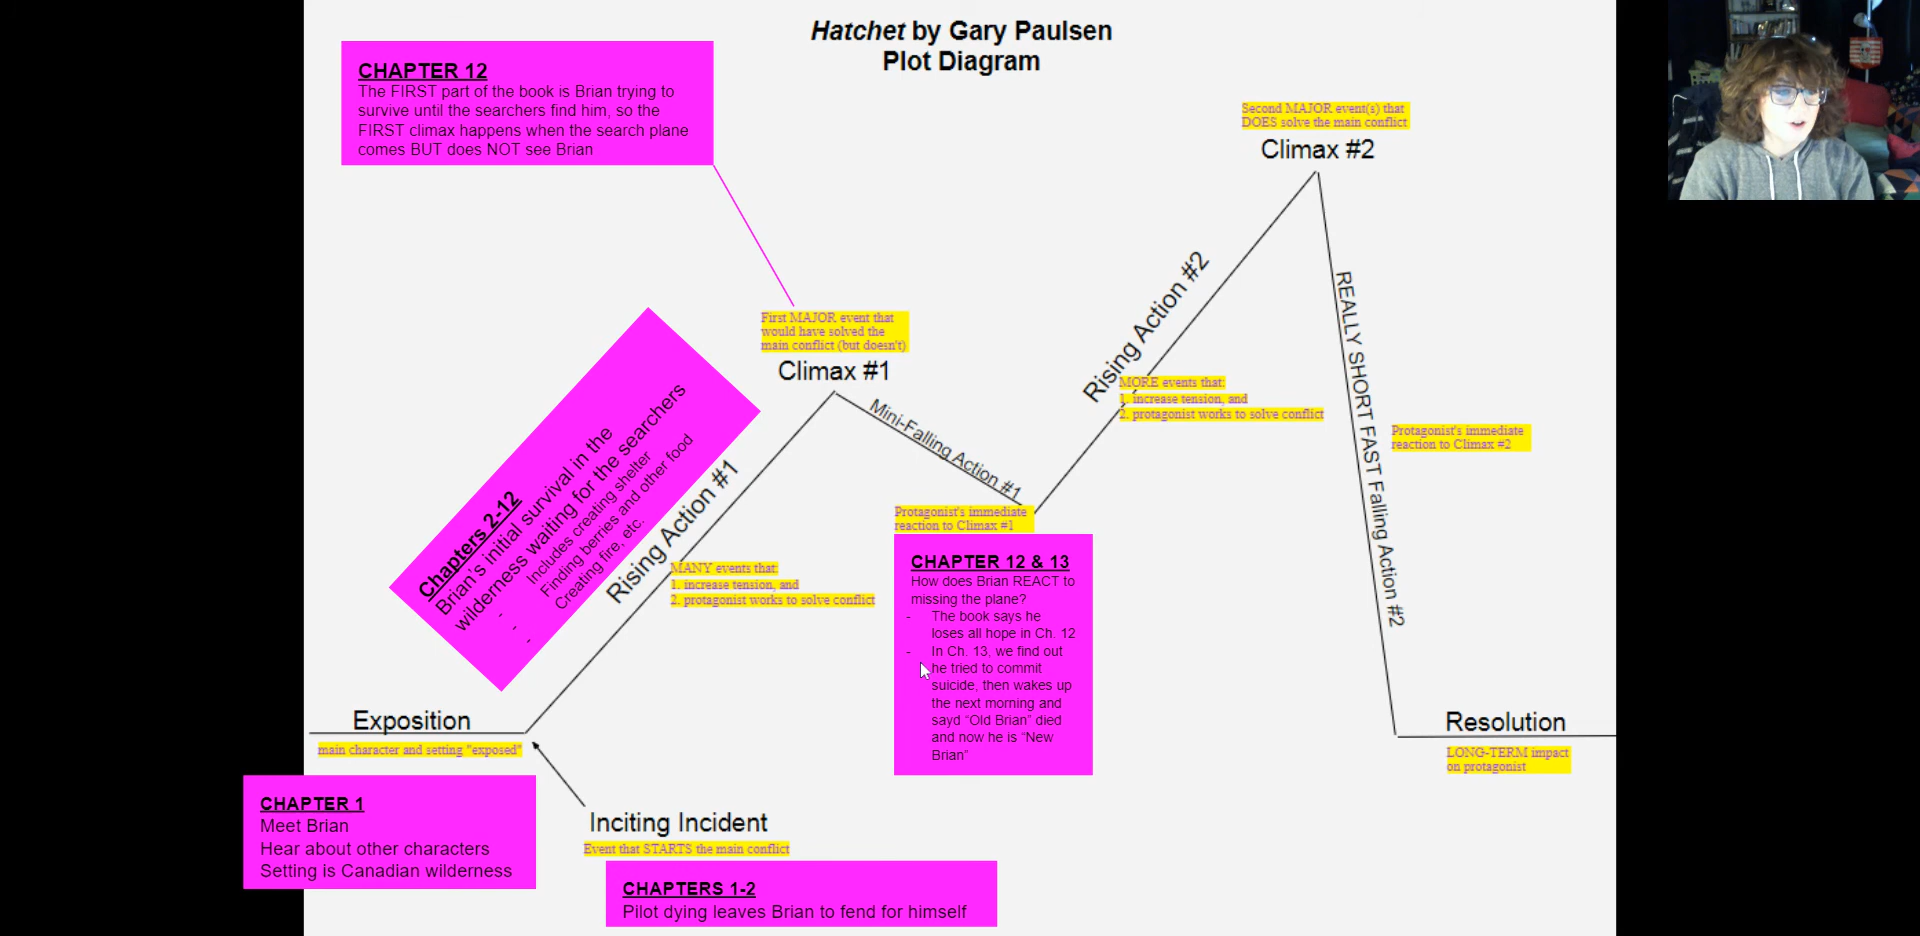 Hatchet by Gary Paulsen
Plot Diagram
CHAPTER 12
The FIRST part of the book is Brian trying to
survive until the searchers find him, so the
FIRST climax happens when the search plane
comes BUT does NOT see Brian
Second MAJOR event(s) that
DOES solve the main conflict
Climax #2
First MAJOR event that
would have solved the
main conflict (but doesn't)
Climax #1
Chapters 2-12
Brian's initial survival in the
wilderness waiting for the searchers
- Includes creating shelter
- Finding berries and other food
- Creating fire, etc.
Rising Action #1
MANY events that:
1. increase tension, and
2. protagonist works to solve conflict
Mini-Falling Action #1
Protagonist's immediate
reaction to Climax #1
CHAPTER 12 & 13
How does Brian REACT to
missing the plane?
- The book says he
loses all hope in Ch. 12
- In Ch. 13, we find out
he tried to commit
suicide, then wakes up
the next morning and
sayd “Old Brian” died
and now he is “New
Brian”
Rising Action #2
MORE events that:
1. increase tension, and
2. protagonist works to solve conflict
REALLY SHORT FAST Falling Action #2
Protagonist's immediate
reaction to Climax #2
Exposition
main character and setting "exposed"
CHAPTER 1
Meet Brian
Hear about other characters
Setting is Canadian wilderness
Inciting Incident
Event that STARTS the main conflict
CHAPTERS 1-2
Pilot dying leaves Brian to fend for himself
Resolution
LONG-TERM impact
on protagonist